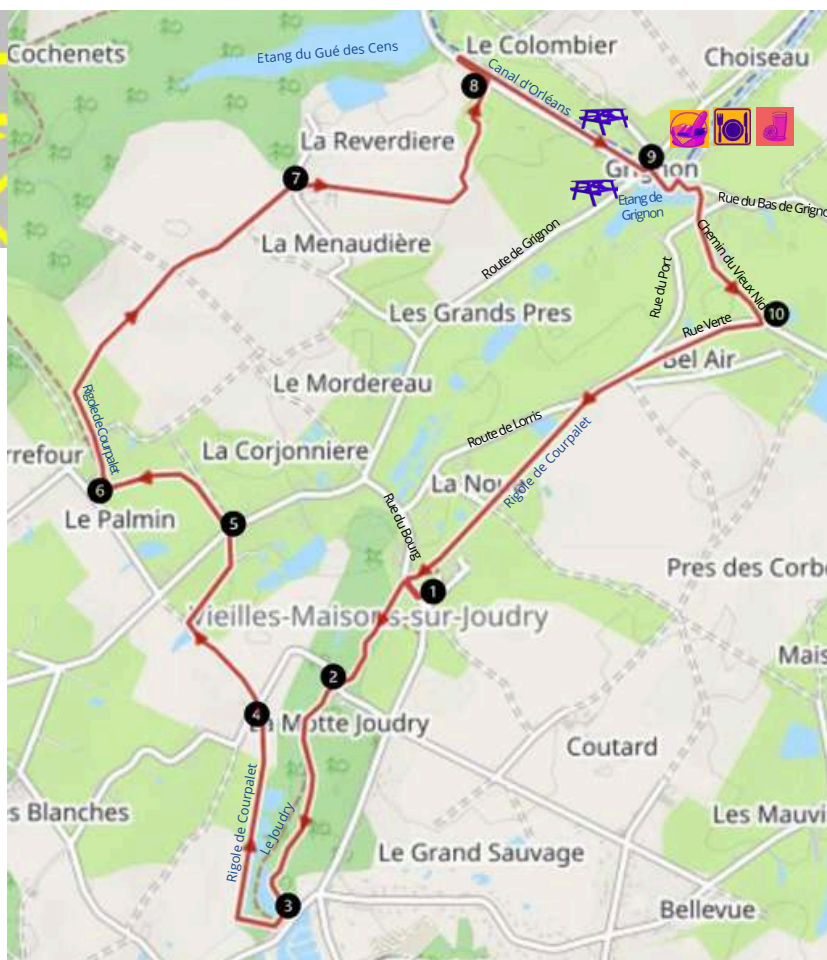 Cochenets
Etang du Gué des Cens
Le Colombier
Choiseau
Canal d'Orléans
8
La Reverdiere
9
Grignon
7
Etang de
Grignon
Rue du Bas de Grigno
Route de Grignon
La Menaudière
Chemin du Vieux
Rue du Port
10
Les Grands Pres
Rue Verte
Bel Air
Le Mordereau
Rigole de Courpalet
Route de Lorris
rrefour
La Corjonniere
La
Rigole de Courpalet
6
Rue du Bourg
Le Palmin
5
Pres des Corb
1
Vieilles-Maisons-sur-Joudry
Mais
2
4
La Motte Joudry
Coutard
Rigole de Courpalet
Le Joudry
s Blanches
Les Mauvi
Le Grand Sauvage
3
Bellevue